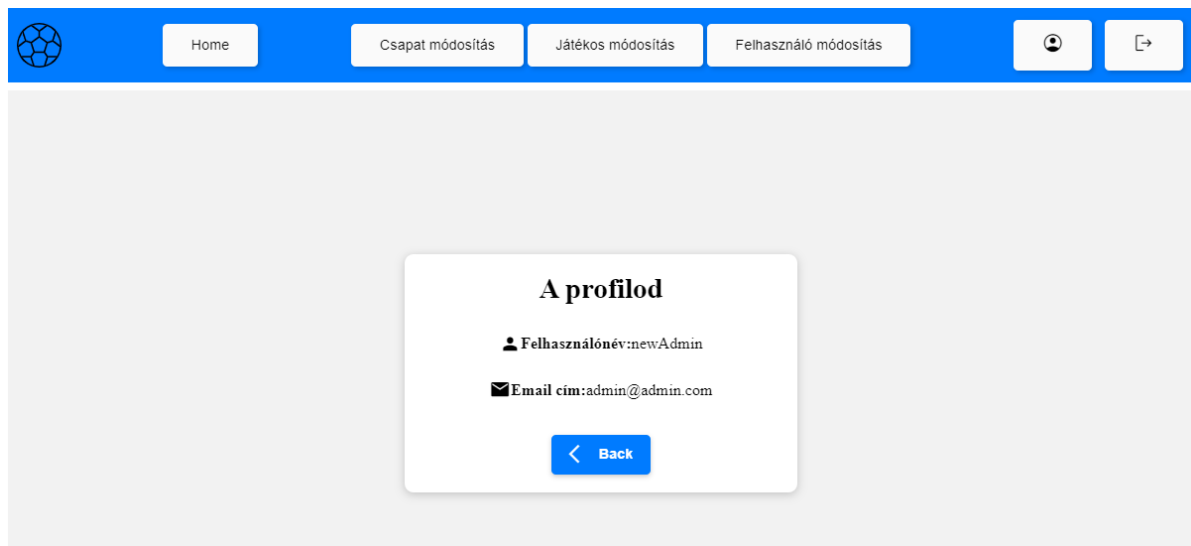 Home Csapat módosítás Játékos módosítás Felhasználó módosítás
A profilod
Felhasználónév:newAdmin
Email cím:admin@admin.com
Back